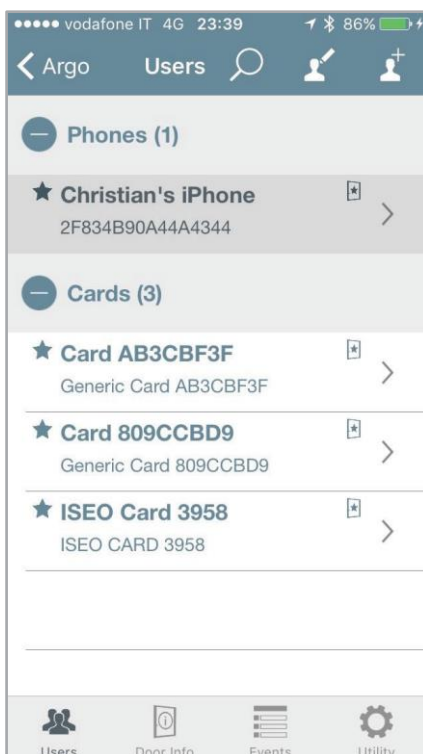 vodafone IT 4G 23:39 86%
Argo Users
Phones (1)
Christian's iPhone
2F834B90A44A4344
Cards (3)
Card AB3CBF3F
Generic Card AB3CBF3F
Card 809CCBD9
Generic Card 809CCBD9
ISEO Card 3958
ISEO CARD 3958
Users Door Info Events Utility